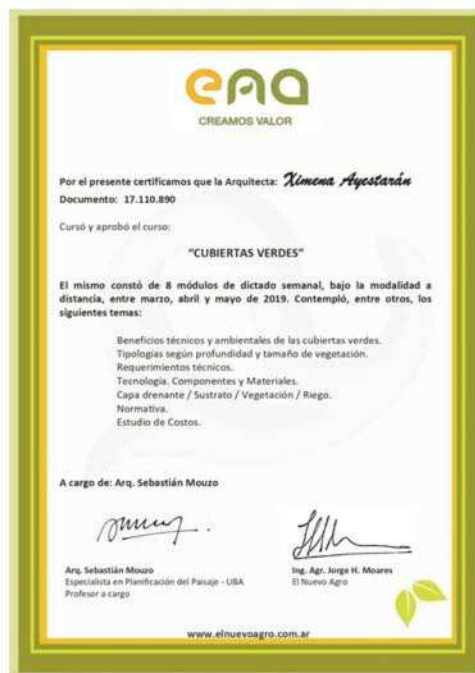 ena
CREAMOS VALOR
Por el presente certificamos que la Arquitecta: Ximena Ayestarán
Documento: 17.110.890
Cursó y aprobó el curso:
"CUBIERTAS VERDES"
El mismo constó de 8 módulos de dictado semanal, bajo la modalidad a
distancia, entre marzo, abril y mayo de 2019. Contempló, entre otros, los
siguientes temas:
Beneficios técnicos y ambientales de las cubiertas verdes.
Tipologías según profundidad y tamaño de vegetación.
Requerimientos técnicos.
Tecnología. Componentes y Materiales.
Capa drenante / Sustrato / Vegetación / Riego.
Normativa.
Estudio de Costos.
A cargo de: Arq. Sebastián Mouzo
Arq. Sebastián Mouzo
Especialista en Planificación del Paisaje - UBA
Profesor a cargo
Ing. Agr. Jorge H. Moares
El Nuevo Agro
www.elnuevoagro.com.ar